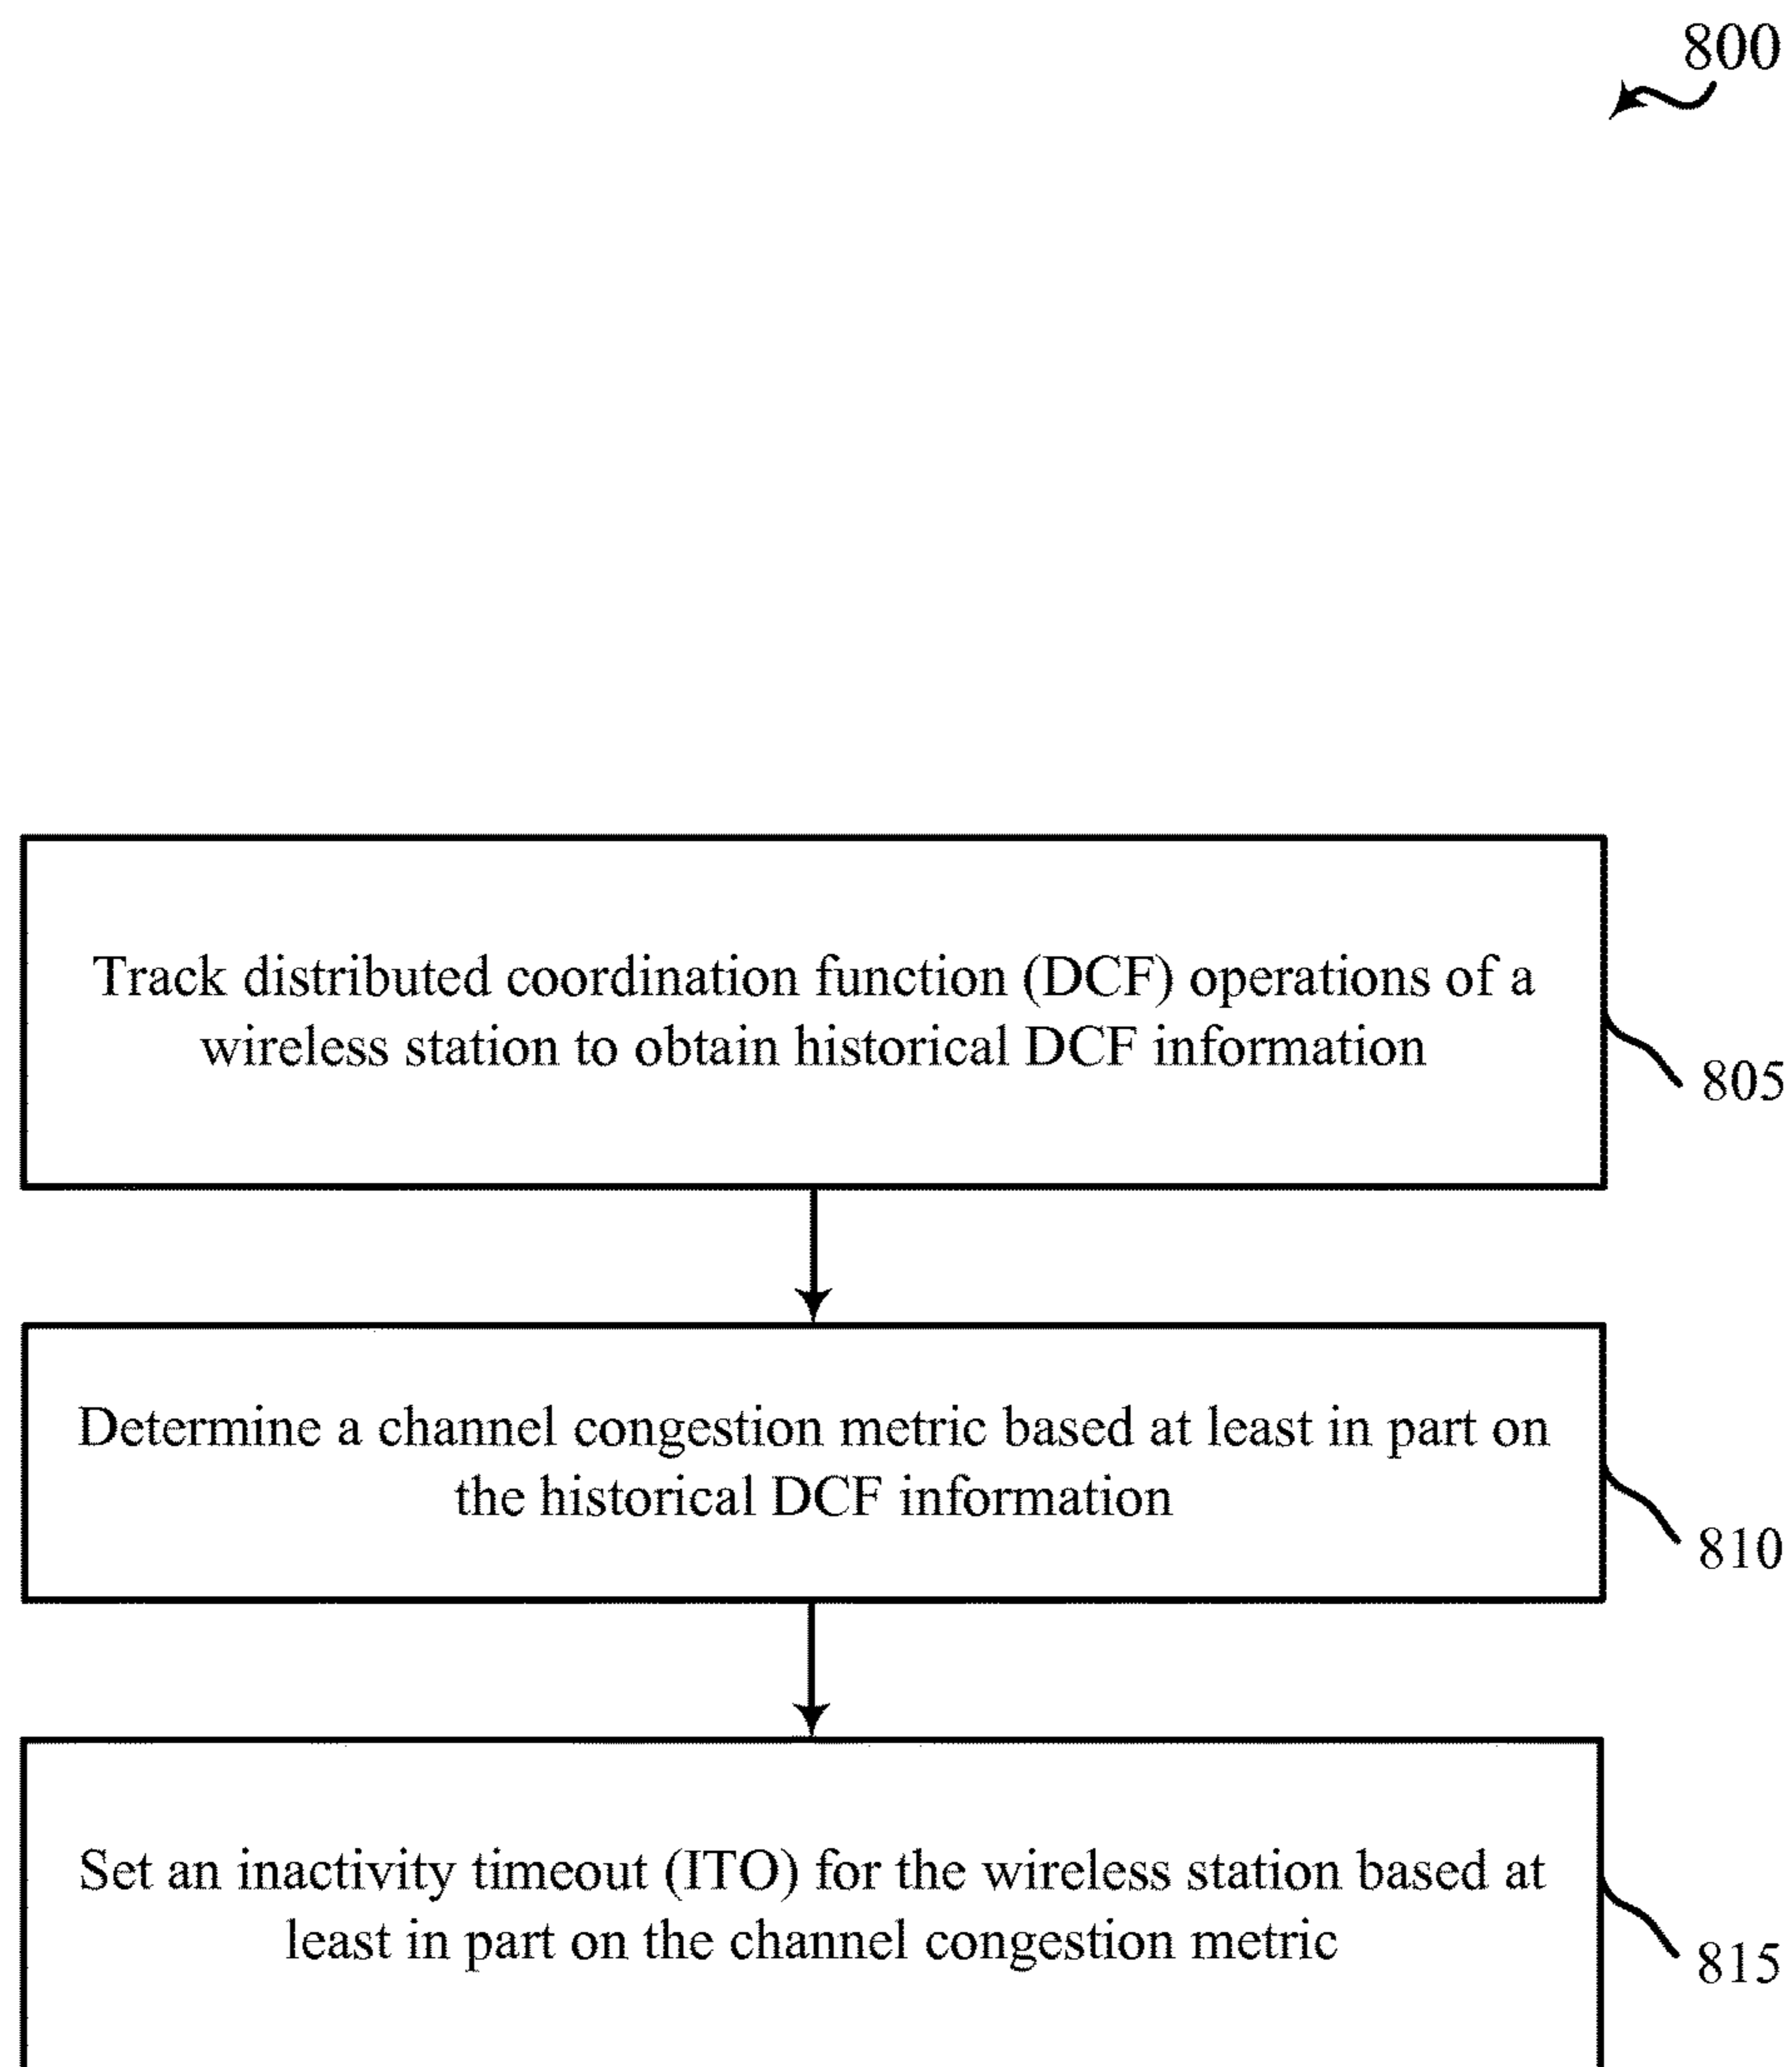 800
Track distributed coordination function (DCF) operations of a
wireless station to obtain historical DCF information
805
Determine a channel congestion metric based at least in part on
the historical DCF information
810
Set an inactivity timeout (ITO) for the wireless station based at
least in part on the channel congestion metric
815